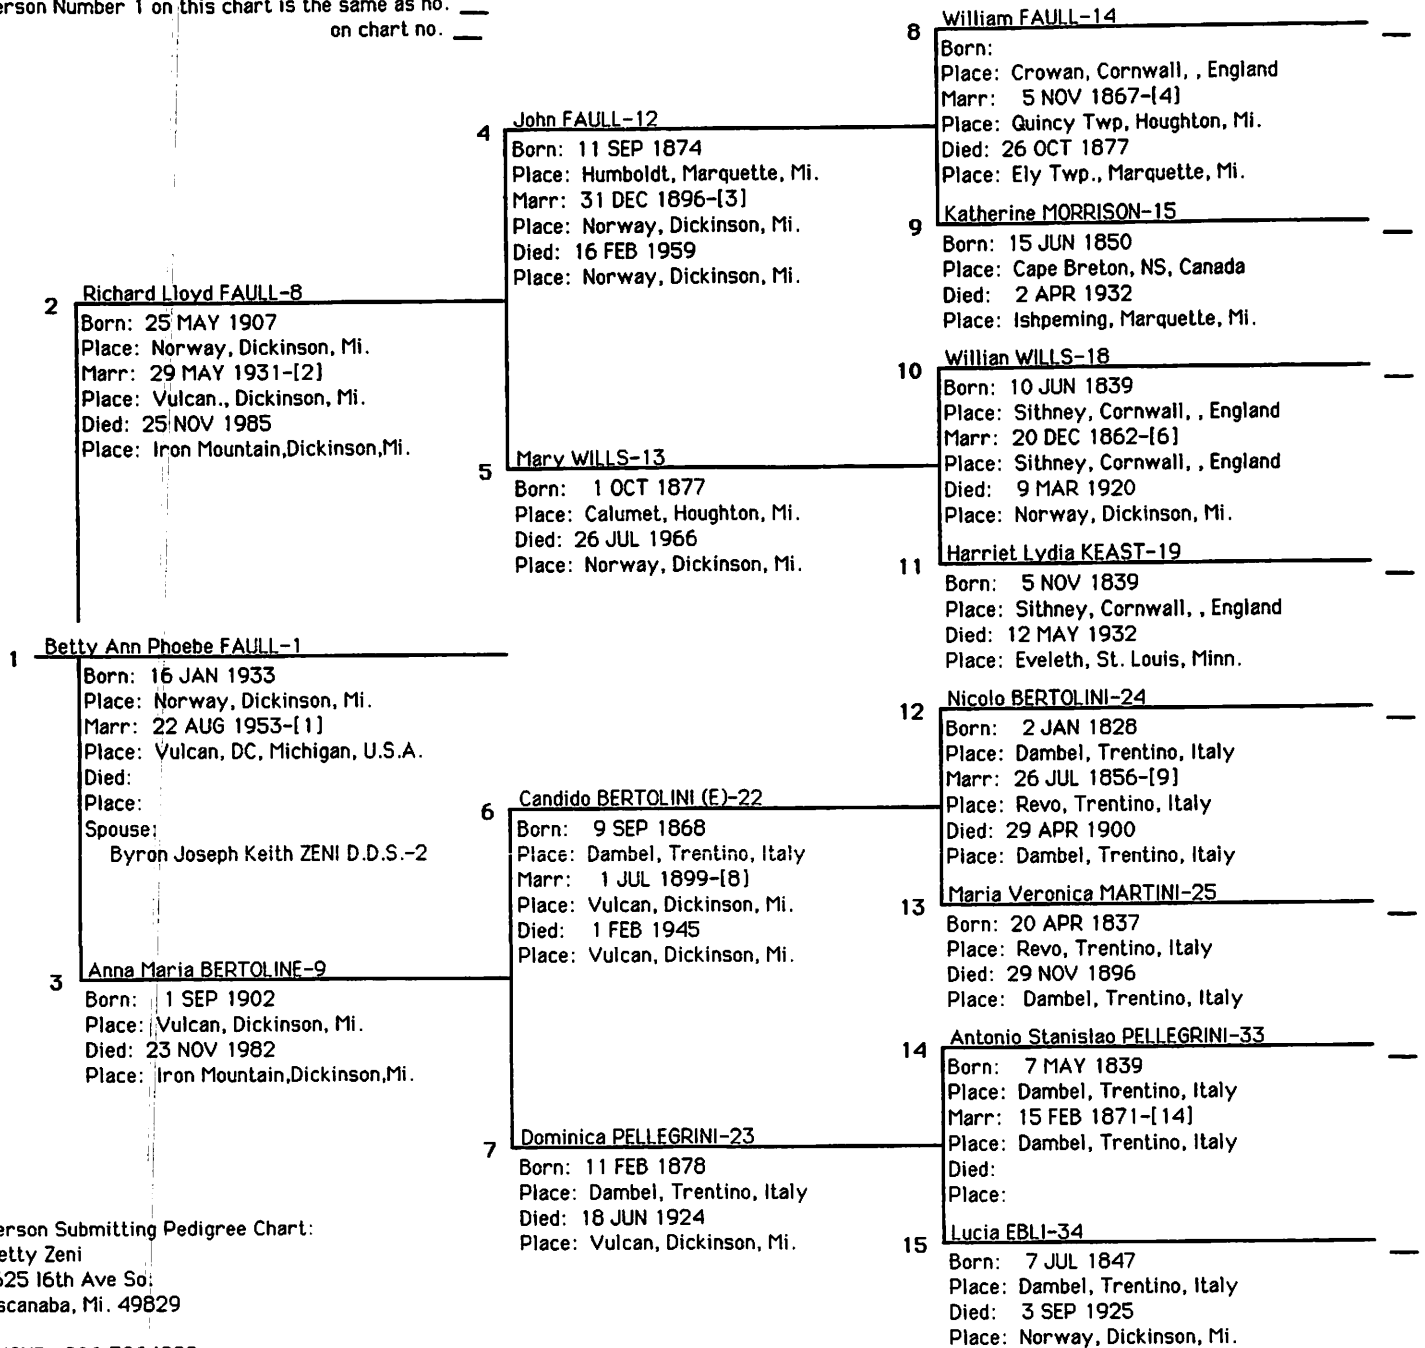 erson Number 1 on this chart is the same as no. __
on chart no. __
8 William FAULL-14
Born:
Place: Crowan, Cornwall, , England
Marr: 5 NOV 1867-[4]
Place: Quincy Twp, Houghton, Mi.
Died: 26 OCT 1877
Place: Ely Twp., Marquette, Mi.
4 John FAULL-12
Born: 11 SEP 1874
Place: Humboldt, Marquette, Mi.
Marr: 31 DEC 1896-[3]
Place: Norway, Dickinson, Mi.
Died: 16 FEB 1959
Place: Norway, Dickinson, Mi.
9 Katherine MORRISON-15
Born: 15 JUN 1850
Place: Cape Breton, NS, Canada
Died: 2 APR 1932
Place: Ishpeming, Marquette, Mi.
2 Richard Lloyd FAULL-8
Born: 25 MAY 1907
Place: Norway, Dickinson, Mi.
Marr: 29 MAY 1931-[2]
Place: Vulcan., Dickinson, Mi.
Died: 25 NOV 1985
Place: Iron Mountain,Dickinson,Mi.
10 Willian WILLS-18
Born: 10 JUN 1839
Place: Sithney, Cornwall, , England
Marr: 20 DEC 1862-[6]
Place: Sithney, Cornwall, , England
Died: 9 MAR 1920
Place: Norway, Dickinson, Mi.
5 Mary WILLS-13
Born: 1 OCT 1877
Place: Calumet, Houghton, Mi.
Died: 26 JUL 1966
Place: Norway, Dickinson, Mi.
11 Harriet Lydia KEAST-19
Born: 5 NOV 1839
Place: Sithney, Cornwall, , England
Died: 12 MAY 1932
Place: Eveleth, St. Louis, Minn.
1 Betty Ann Phoebe FAULL-1
Born: 16 JAN 1933
Place: Norway, Dickinson, Mi.
Marr: 22 AUG 1953-[1]
Place: Vulcan, DC, Michigan, U.S.A.
Died:
Place:
Spouse:
Byron Joseph Keith ZENI D.D.S.-2
12 Nicolo BERTOLINI-24
Born: 2 JAN 1828
Place: Dambel, Trentino, Italy
Marr: 26 JUL 1856-[9]
Place: Revo, Trentino, Italy
Died: 29 APR 1900
Place: Dambel, Trentino, Italy
6 Candido BERTOLINI (E)-22
Born: 9 SEP 1868
Place: Dambel, Trentino, Italy
Marr: 1 JUL 1899-[8]
Place: Vulcan, Dickinson, Mi.
Died: 1 FEB 1945
Place: Vulcan, Dickinson, Mi.
13 Maria Veronica MARTINI-25
Born: 20 APR 1837
Place: Revo, Trentino, Italy
Died: 29 NOV 1896
Place: Dambel, Trentino, Italy
3 Anna Maria BERTOLINE-9
Born: 1 SEP 1902
Place: Vulcan, Dickinson, Mi.
Died: 23 NOV 1982
Place: Iron Mountain,Dickinson,Mi.
14 Antonio Stanislao PELLEGRINI-33
Born: 7 MAY 1839
Place: Dambel, Trentino, Italy
Marr: 15 FEB 1871-[14]
Place: Dambel, Trentino, Italy
Died:
Place:
7 Dominica PELLEGRINI-23
Born: 11 FEB 1878
Place: Dambel, Trentino, Italy
Died: 18 JUN 1924
Place: Vulcan, Dickinson, Mi.
15 Lucia EBLI-34
Born: 7 JUL 1847
Place: Dambel, Trentino, Italy
Died: 3 SEP 1925
Place: Norway, Dickinson, Mi.
erson Submitting Pedigree Chart:
etty Zeni
625 16th Ave So.
scanaba, Mi. 49829